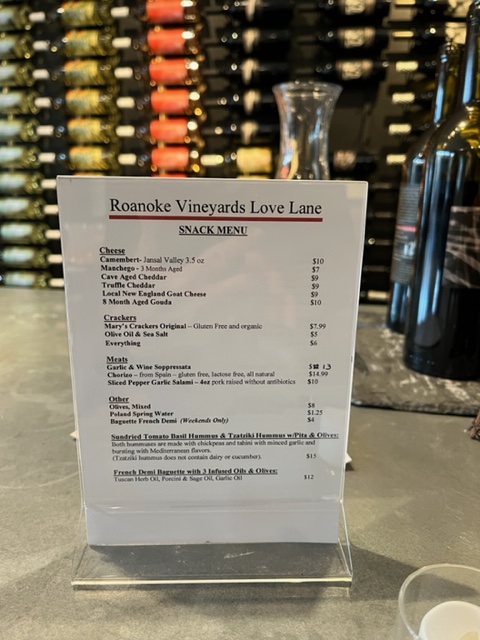 Roanoke Vineyards Love Lane
SNACK MENU
Cheese
Camembert- Jansal Valley 3.5 oz $10
Manchego - 3 Months Aged $7
Cave Aged Cheddar $9
Truffle Cheddar $9
Local New England Goat Cheese $9
8 Month Aged Gouda $10
Crackers
Mary's Crackers Original – Gluten Free and organic $7.99
Olive Oil & Sea Salt $5
Everything $6
Meats
Garlic & Wine Soppressata 13
Chorizo – from Spain – gluten free, lactose free, all natural $14.99
Sliced Pepper Garlic Salami – 4oz pork raised without antibiotics $10
Other
Olives, Mixed $8
Poland Spring Water $1.25
Baguette French Demi (Weekends Only) $4
Sundried Tomato Basil Hummus & Tzatziki Hummus w/Pita & Olives:
Both hummuses are made with chickpeas and tahini with minced garlic and
bursting with Mediterranean flavors.
(Tzatziki hummus does not contain dairy or cucumber). $15
French Demi Baguette with 3 Infused Oils & Olives:
Tuscan Herb Oil, Porcini & Sage Oil, Garlic Oil $12